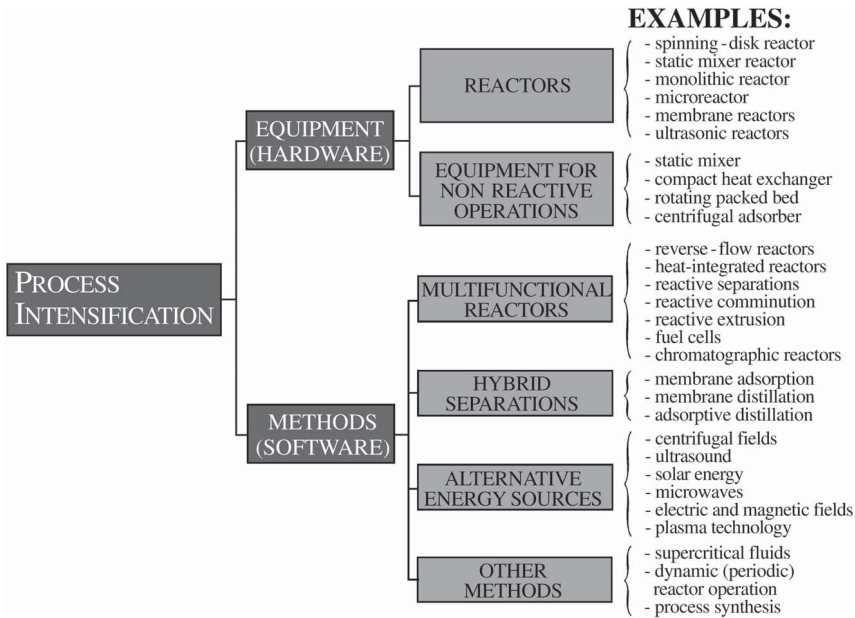 EXAMPLES:
PROCESS
INTENSIFICATION
EQUIPMENT
(HARDWARE)
REACTORS
- spinning-disk reactor
- static mixer reactor
- monolithic reactor
- microreactor
- membrane reactors
- ultrasonic reactors
EQUIPMENT FOR
NON REACTIVE
OPERATIONS
- static mixer
- compact heat exchanger
- rotating packed bed
- centrifugal adsorber
METHODS
(SOFTWARE)
MULTIFUNCTIONAL
REACTORS
- reverse-flow reactors
- heat-integrated reactors
- reactive separations
- reactive comminution
- reactive extrusion
- fuel cells
- chromatographic reactors
HYBRID
SEPARATIONS
- membrane adsorption
- membrane distillation
- adsorptive distillation
ALTERNATIVE
ENERGY SOURCES
- centrifugal fields
- ultrasound
- solar energy
- microwaves
- electric and magnetic fields
- plasma technology
OTHER
METHODS
- supercritical fluids
- dynamic (periodic)
reactor operation
- process synthesis